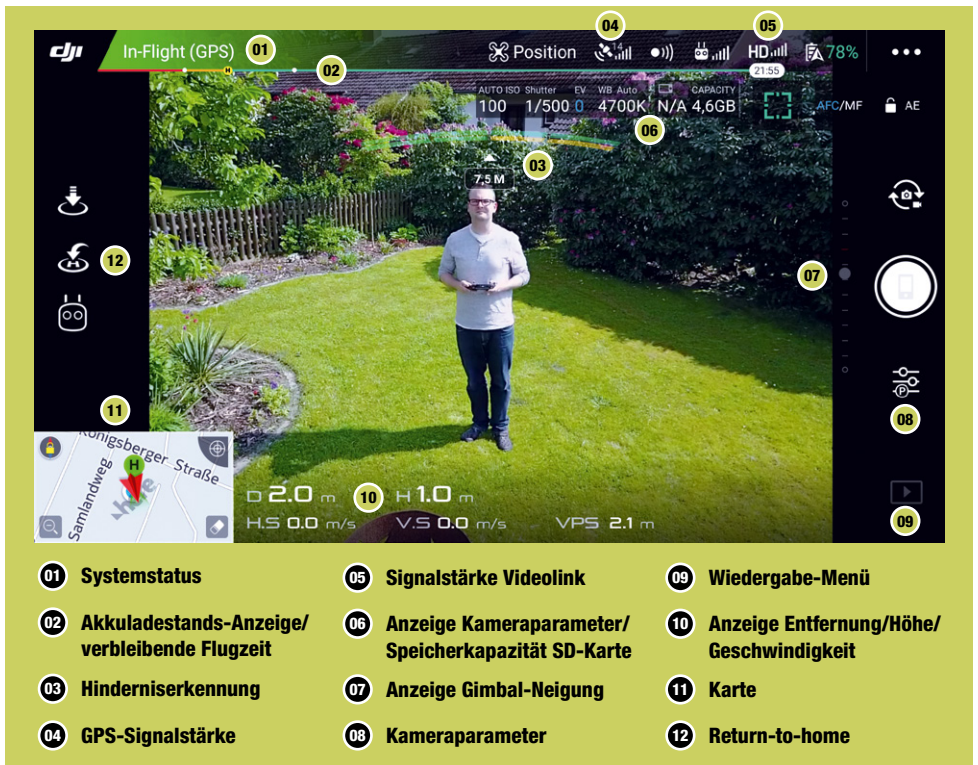 04 05
dji In-Flight (GPS) 01 Position 14 HD 78%
02 21:55
AUTO ISO Shutter EV WB Auto CAPACITY
100 1/500 0 4700K N/A 4,6GB AFC/MF AE
06
03
7,5 M
12
07
11
08
H
Königsberger Straße
Samlandweg
here
D 2.0 m 10 H 1.0 m
H.S 0.0 m/s V.S 0.0 m/s VPS 2.1 m
09
01 Systemstatus
02 Akkuladestands-Anzeige/
verbleibende Flugzeit
03 Hinderniserkennung
04 GPS-Signalstärke
05 Signalstärke Videolink
06 Anzeige Kameraparameter/
Speicherkapazität SD-Karte
07 Anzeige Gimbal-Neigung
08 Kameraparameter
09 Wiedergabe-Menü
10 Anzeige Entfernung/Höhe/
Geschwindigkeit
11 Karte
12 Return-to-home